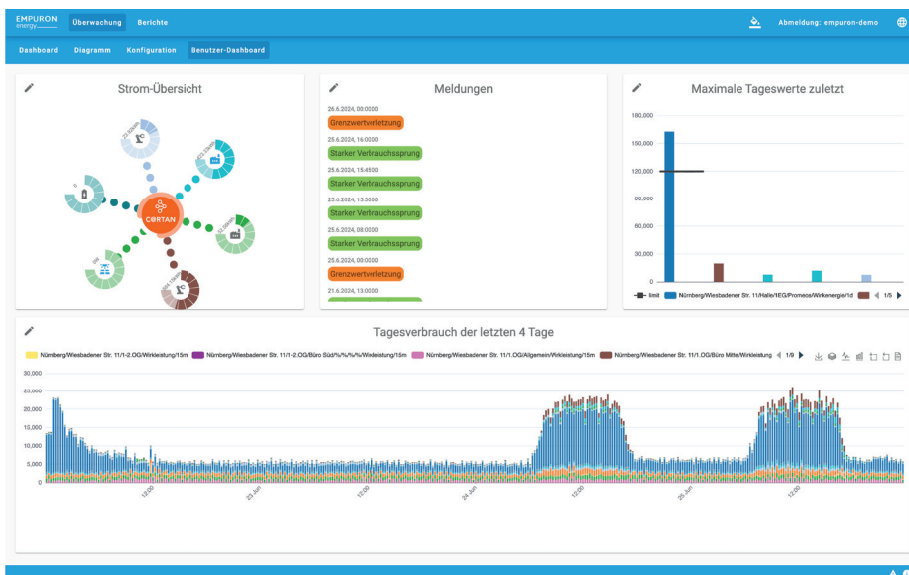 EMPURON
energy
Überwachung Berichte
Abmeldung: empuron-demo
Dashboard Diagramm Konfiguration Benutzer-Dashboard
Strom-Übersicht
C@RTAN
Meldungen
26.6.2024, 00:0000
Grenzwertverletzung
25.6.2024, 16:0000
Starker Verbrauchssprung
25.6.2024, 15:4500
Starker Verbrauchssprung
Starker Verbrauchssprung
25.6.2024, 08:0000
Starker Verbrauchssprung
25.6.2024, 00:0000
Grenzwertverletzung
21.6.2024, 13:0000
Maximale Tageswerte zuletzt
180,000
150,000
120,000
90,000
60,000
30,000
0
limit Nürnberg/Wiesbadener Str. 11/Halle/1EG/Promeos/Wirkenergie/1d 1/5
Tagesverbrauch der letzten 4 Tage
Nürnberg/Wiesbadener Str. 11/1-2.OG/Wirkleistung/15m Nürnberg/Wiesbadener Str. 11/1-2.OG/Büro Süd/%/%/%/%/Wirkleistung/15m Nürnberg/Wiesbadener Str. 11/1.OG/Allgemein/Wirkleistung/15m Nürnberg/Wiesbadener Str. 11/1.OG/Büro Mitte/Wirkleistung 1/9
30,000
25,000
20,000
15,000
10,000
5,000
0
12:00 23 Jun 12:00 24 Jun 12:00 25 Jun 12:00